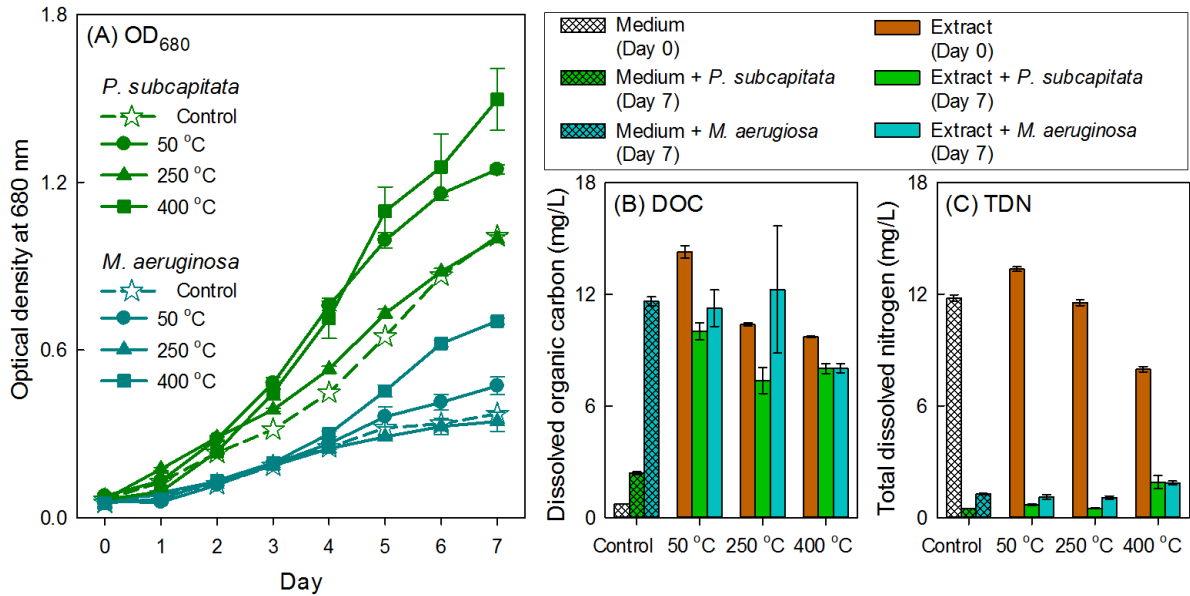 (A) OD680
P. subcapitata
Control
50 °C
250 °C
400 °C
M. aeruginosa
Control
50 °C
250 °C
400 °C
Optical density at 680 nm
1.8
1.2
0.6
0.0
0 1 2 3 4 5 6 7
Day
Medium
(Day 0)
Medium + P. subcapitata
(Day 7)
Medium + M. aerugiosa
(Day 7)
Extract
(Day 0)
Extract + P. subcapitata
(Day 7)
Extract + M. aeruginosa
(Day 7)
(B) DOC
Dissolved organic carbon (mg/L)
18
12
6
0
Control 50 °C 250 °C 400 °C
(C) TDN
Total dissolved nitrogen (mg/L)
18
12
6
0
Control 50 °C 250 °C 400 °C